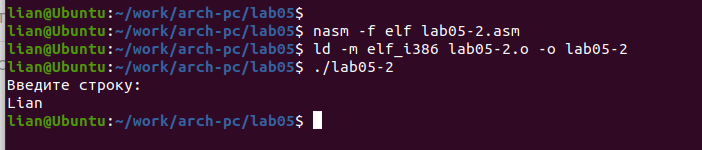 lian@Ubuntu:~/work/arch-pc/lab05$
lian@Ubuntu:~/work/arch-pc/lab05$ nasm -f elf lab05-2.asm
lian@Ubuntu:~/work/arch-pc/lab05$ ld -m elf_i386 lab05-2.o -o lab05-2
lian@Ubuntu:~/work/arch-pc/lab05$ ./lab05-2
Введите строку:
Lian
lian@Ubuntu:~/work/arch-pc/lab05$